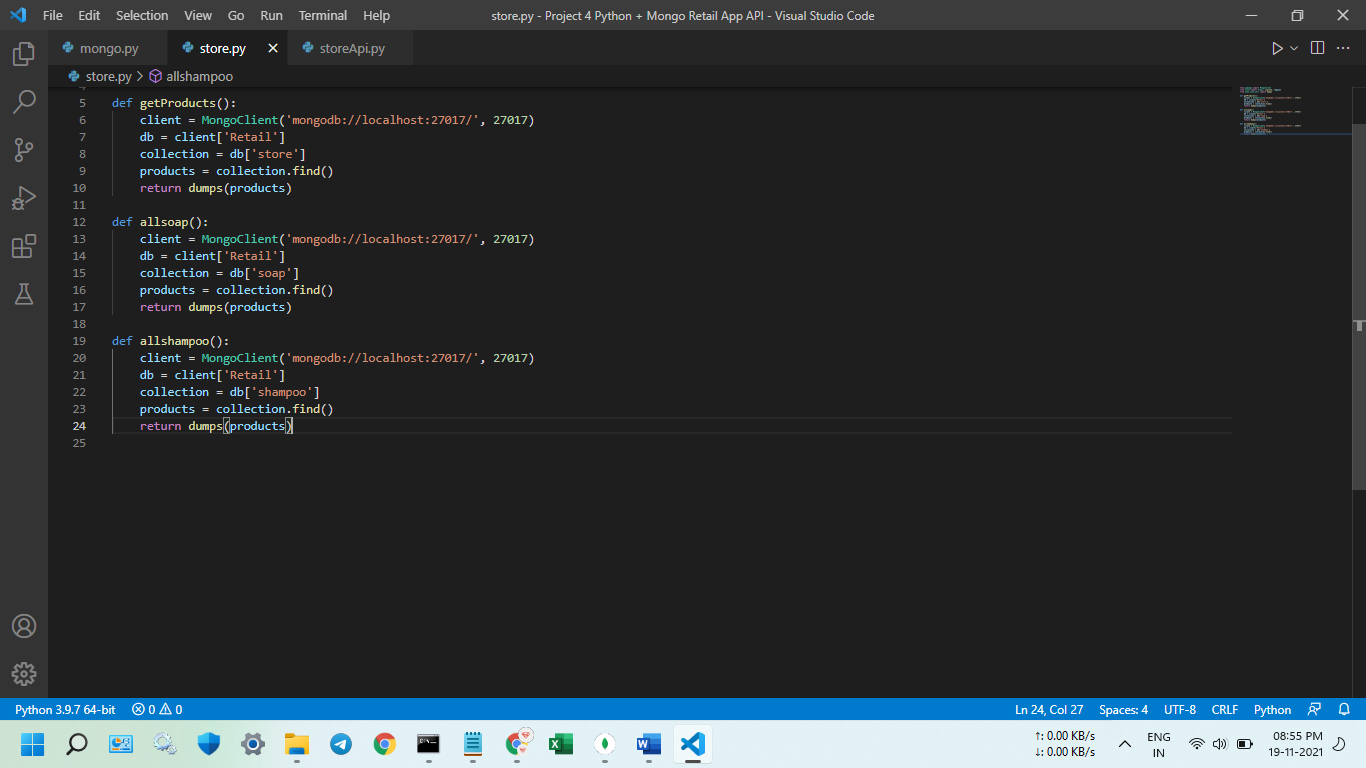 File Edit Selection View Go Run Terminal Help store.py - Project 4 Python + Mongo Retail App API - Visual Studio Code
mongo.py store.py storeApi.py
store.py > allshampoo
5 def getProducts():
6 client = MongoClient('mongodb://localhost:27017/', 27017)
7 db = client['Retail']
8 collection = db['store']
9 products = collection.find()
10 return dumps(products)
11
12 def allsoap():
13 client = MongoClient('mongodb://localhost:27017/', 27017)
14 db = client['Retail']
15 collection = db['soap']
16 products = collection.find()
17 return dumps(products)
18
19 def allshampoo():
20 client = MongoClient('mongodb://localhost:27017/', 27017)
21 db = client['Retail']
22 collection = db['shampoo']
23 products = collection.find()
24 return dumps(products)
25
Python 3.9.7 64-bit 0 0 Ln 24, Col 27 Spaces: 4 UTF-8 CRLF Python
↑: 0.00 KB/s ENG 08:55 PM
↓: 0.00 KB/s IN 19-11-2021